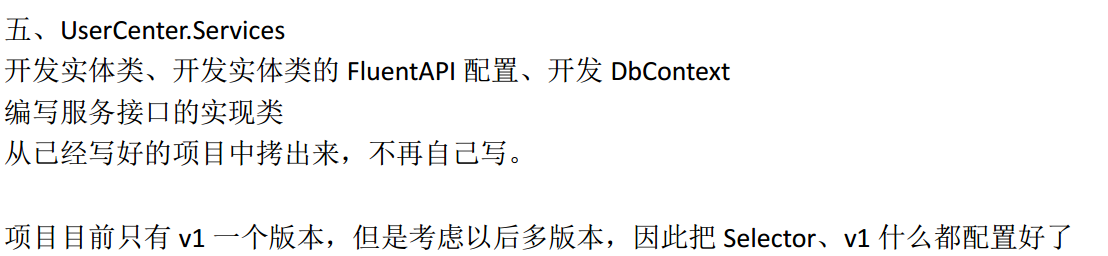 五、UserCenter.Services
开发实体类、开发实体类的 FluentAPI 配置、开发 DbContext
编写服务接口的实现类
从已经写好的项目中拷出来，不再自己写。
项目目前只有 v1 一个版本，但是考虑以后多版本，因此把 Selector、v1 什么都配置好了